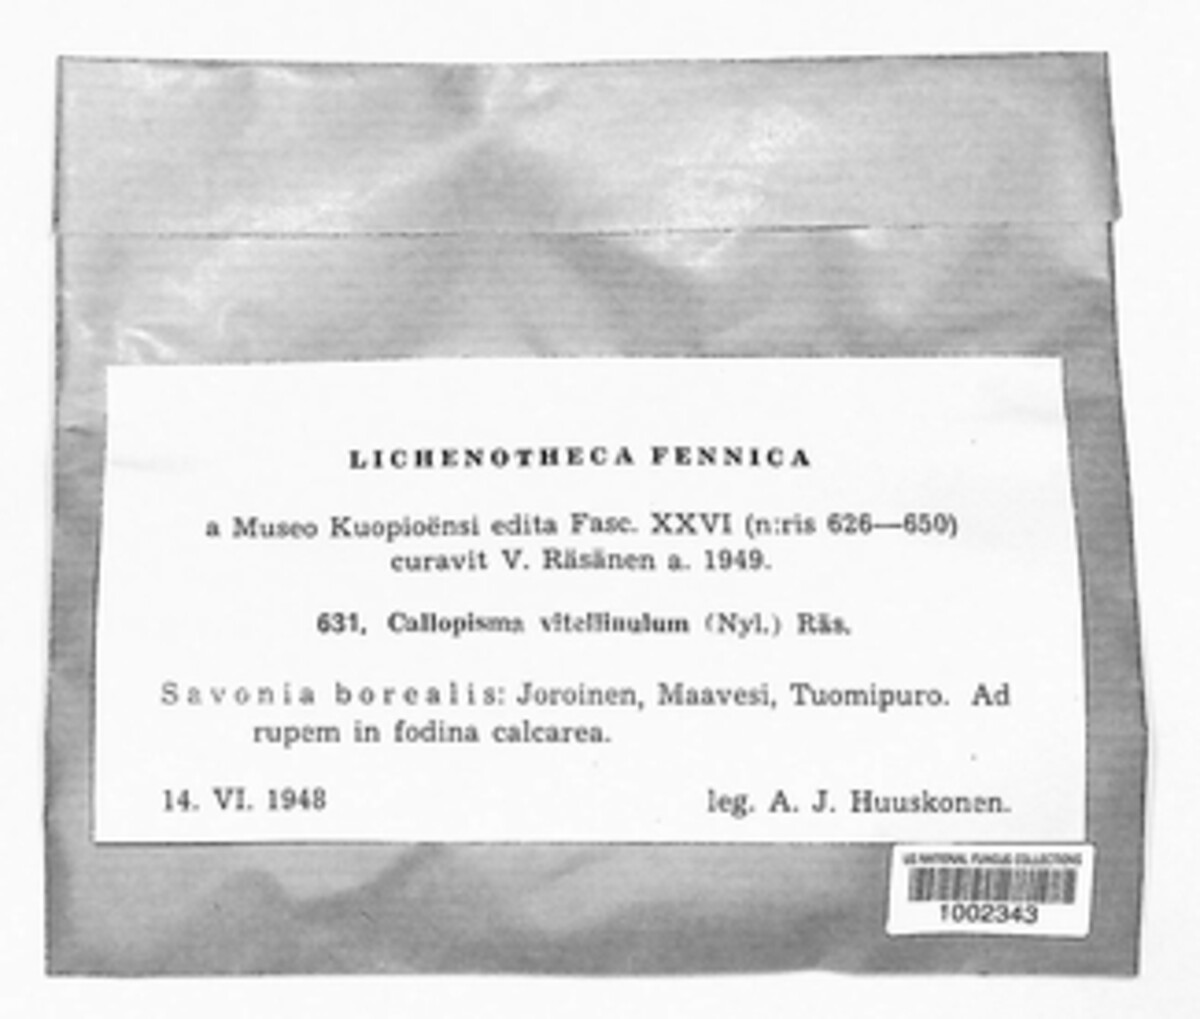 LICHENOTHECA FENNICA
a Museo Kuopioënsi edita Fasc. XXVI (n:ris 626—650)
curavit V. Räsänen a. 1949.
631. Callopisma vitellinulum (Nyl.) Räs.
Savonia borealis: Joroinen, Maavesi, Tuomipuro. Ad
rupem in fodina calcarea.
14. VI. 1948 leg. A. J. Huuskonen.
US NATIONAL FUNGUS COLLECTIONS
1002343